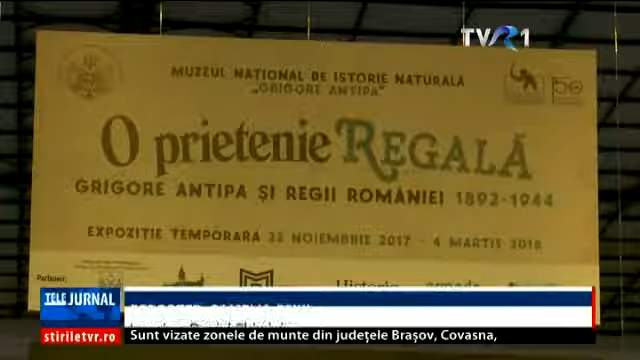 TVR1
MUZEUL NAȚIONAL DE ISTORIE NATURALĂ
„GRIGORE ANTIPA”
O prietenie REGALĂ
GRIGORE ANTIPA ȘI REGII ROMÂNIEI 1892-1944
EXPOZIȚIE TEMPORARĂ 22 NOIEMBRIE 2017 - 4 MARTIE 2018
Parteneri:
Historia
TELEJURNAL
stiriletvr.ro
Sunt vizate zonele de munte din județele Brașov, Covasna,